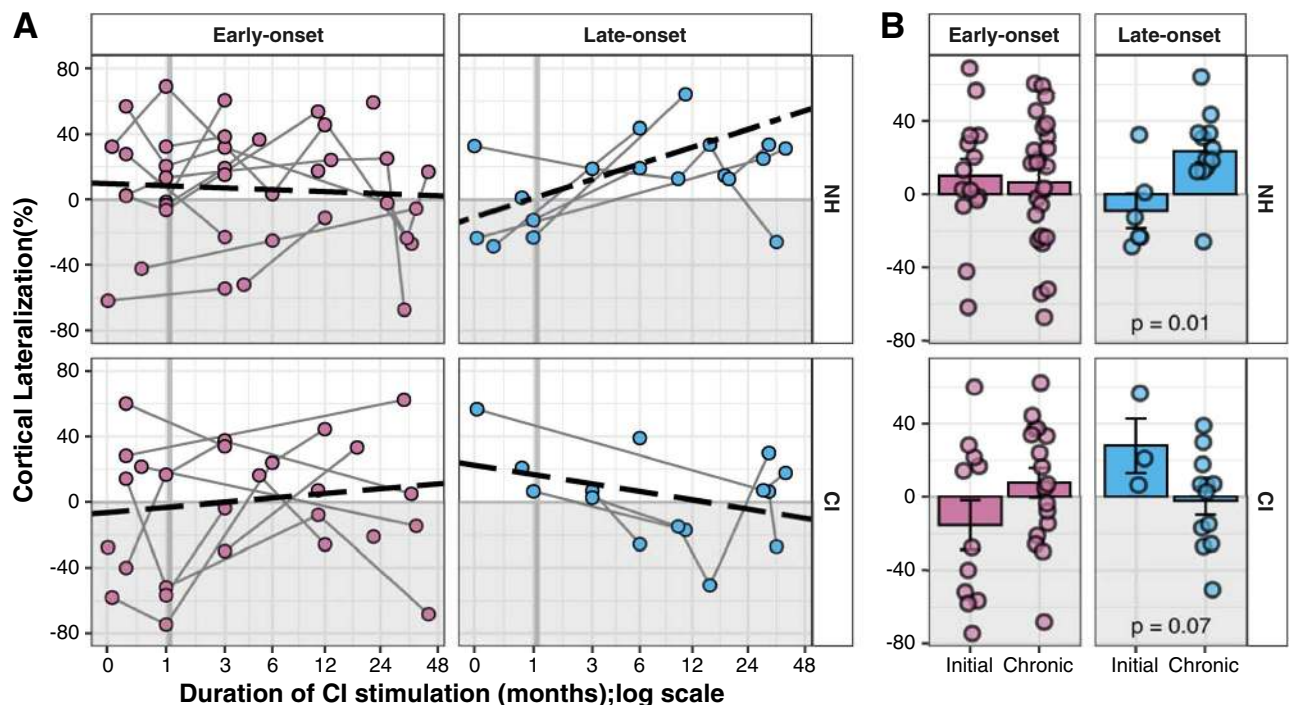 A
B
Early-onset
Late-onset
Early-onset
Late-onset
Cortical Lateralization(%)
80
40
0
-40
-80
NH
40
0
-40
-80
p = 0.01
NH
80
40
0
-40
-80
CI
40
0
-40
-80
p = 0.07
CI
0 1 3 6 12 24 48
0 1 3 6 12 24 48
Initial Chronic
Initial Chronic
Duration of CI stimulation (months);log scale